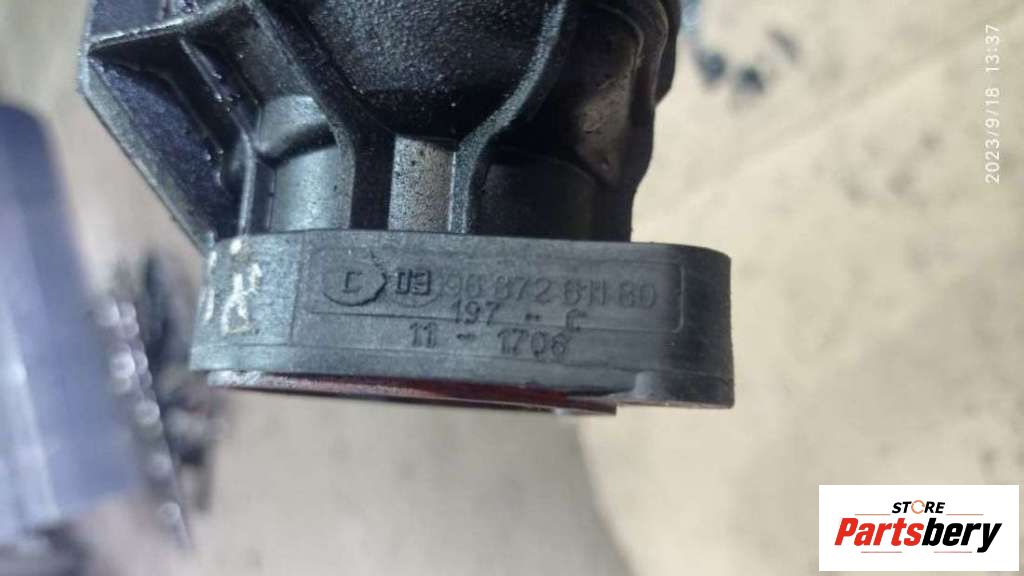 C 03 96 872 811 80
197 - C
11 - 1706
2023/9/18 13:37
STORE
Partsbery